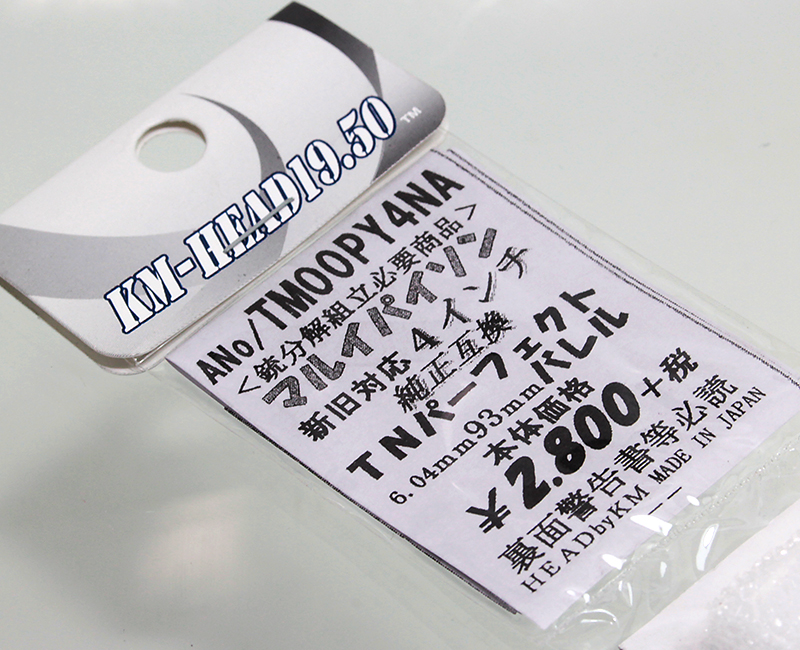 KM-HEAD19.50 TM
ANo/TM00PY4NA
<銃分解組立必要商品>
マルイパイソン
新旧対応4インチ
純正互換
TNパーフェクト
6.04mm93mmバレル
本体価格
¥2.800+税
裏面警告書等必読
HEADbyKM MADE IN JAPAN